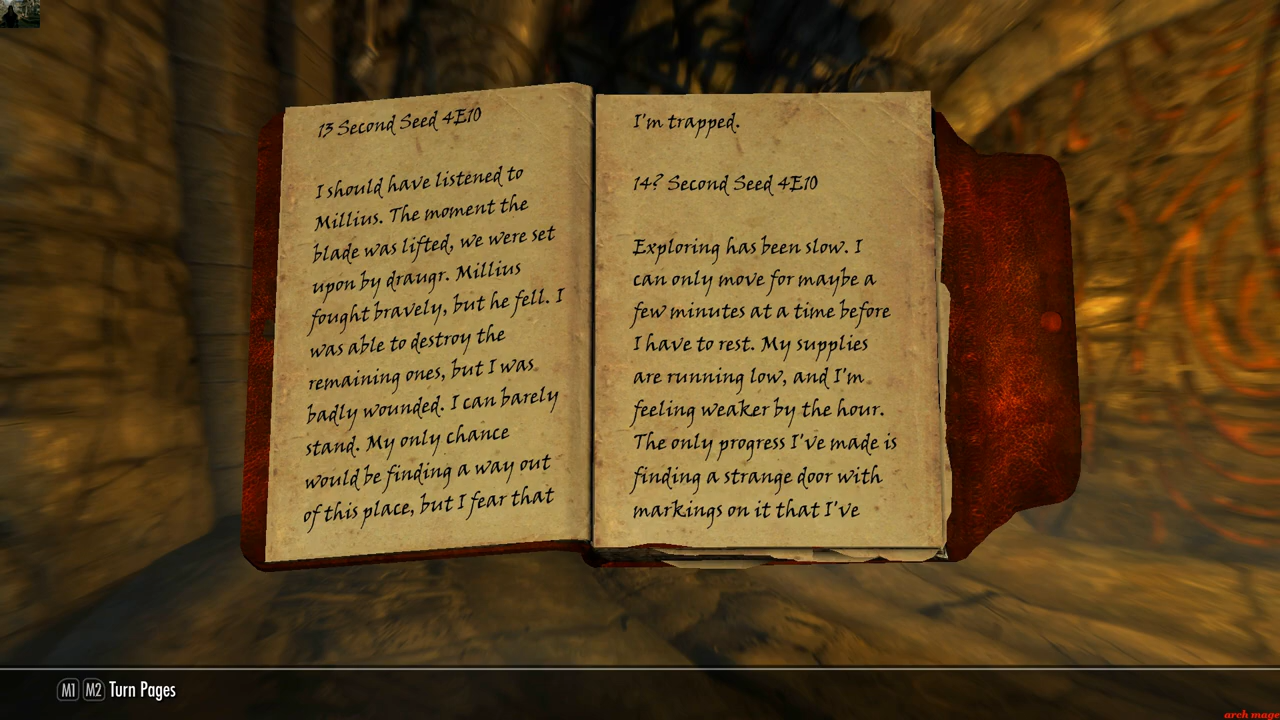 13 Second Seed 4E10
I should have listened to
Millius. The moment the
blade was lifted, we were set
upon by draugr. Millius
fought bravely, but he fell. I
was able to destroy the
remaining ones, but I was
badly wounded. I can barely
stand. My only chance
would be finding a way out
of this place, but I fear that
I'm trapped.
14? Second Seed 4E10
Exploring has been slow. I
can only move for maybe a
few minutes at a time before
I have to rest. My supplies
are running low, and I'm
feeling weaker by the hour.
The only progress I've made is
finding a strange door with
markings on it that I've
M1 M2 Turn Pages
arch mage